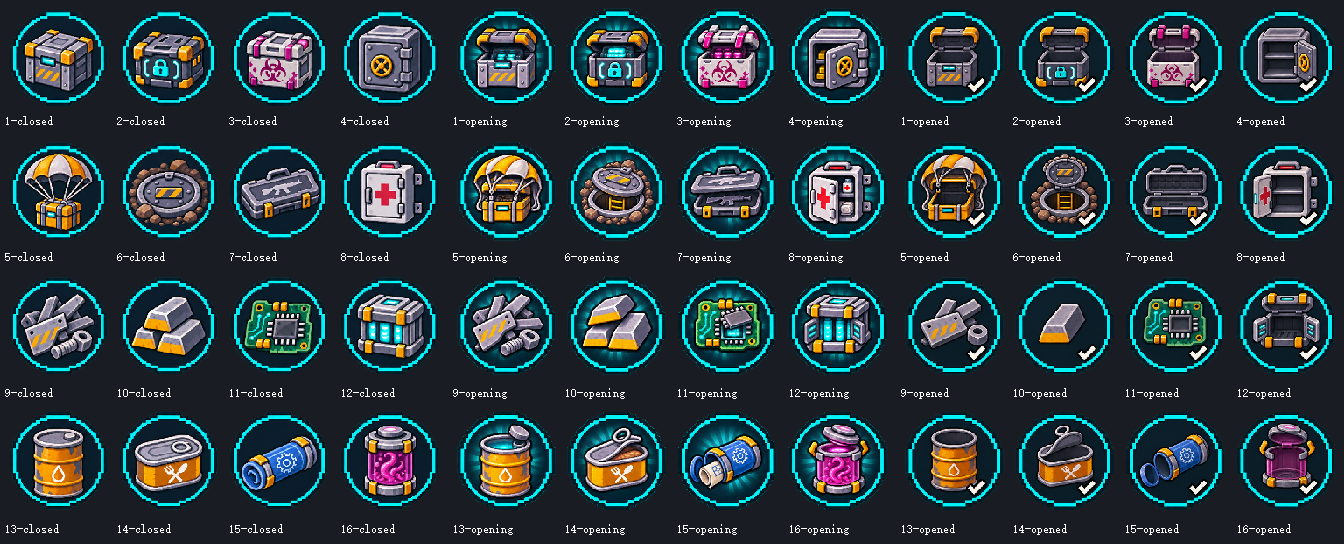 1-closed 2-closed 3-closed 4-closed 1-opening 2-opening 3-opening 4-opening 1-opened 2-opened 3-opened 4-opened
5-closed 6-closed 7-closed 8-closed 5-opening 6-opening 7-opening 8-opening 5-opened 6-opened 7-opened 8-opened
9-closed 10-closed 11-closed 12-closed 9-opening 10-opening 11-opening 12-opening 9-opened 10-opened 11-opened 12-opened
13-closed 14-closed 15-closed 16-closed 13-opening 14-opening 15-opening 16-opening 13-opened 14-opened 15-opened 16-opened